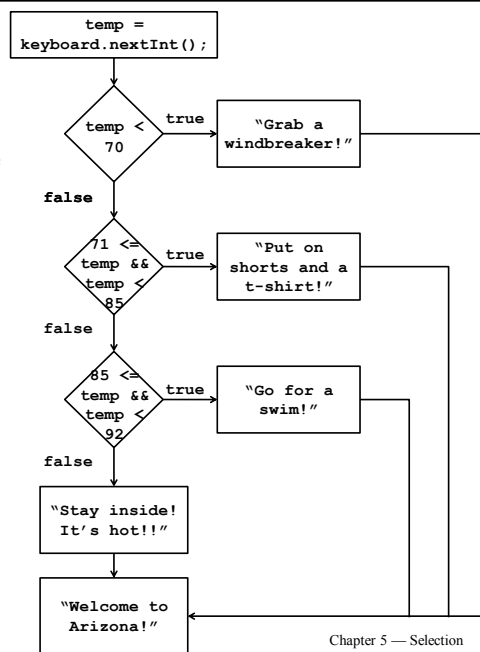 temp =
keyboard.nextInt();
temp <
70
true
“Grab a
windbreaker!”
false
71 <=
temp &&
temp <
85
true
“Put on
shorts and a
t-shirt!”
false
85 <=
temp &&
temp <
92
true
“Go for a
swim!”
false
“Stay inside!
It’s hot!!”
“Welcome to
Arizona!”
Chapter 5 — Selection